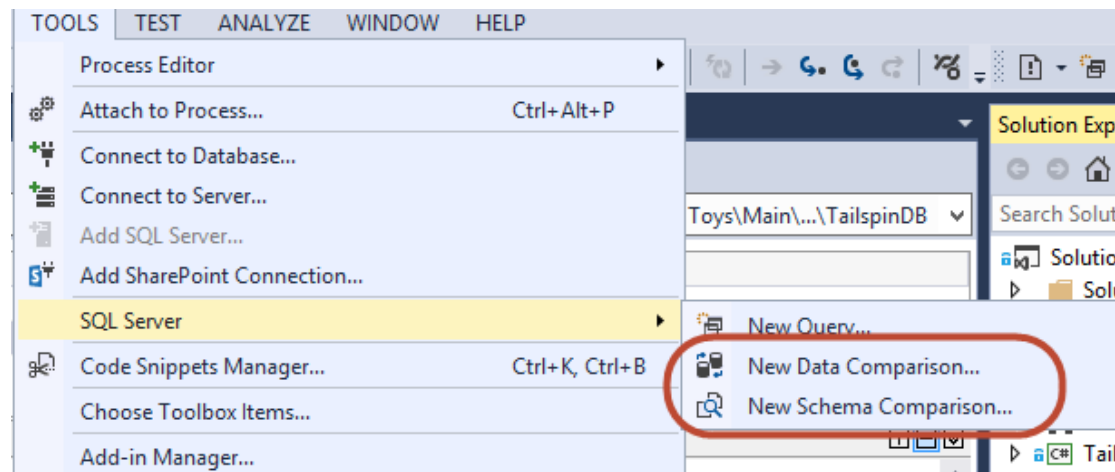 TOOLS TEST ANALYZE WINDOW HELP
Process Editor
Attach to Process... Ctrl+Alt+P
Solution Exp
Connect to Database...
Connect to Server...
Toys\Main\...\TailspinDB
Search Solut
Add SQL Server...
Solutio
Add SharePoint Connection...
Solu
SQL Server
New Query...
Code Snippets Manager... Ctrl+K, Ctrl+B
New Data Comparison...
Choose Toolbox Items...
New Schema Comparison...
Add-in Manager...
C# Tail